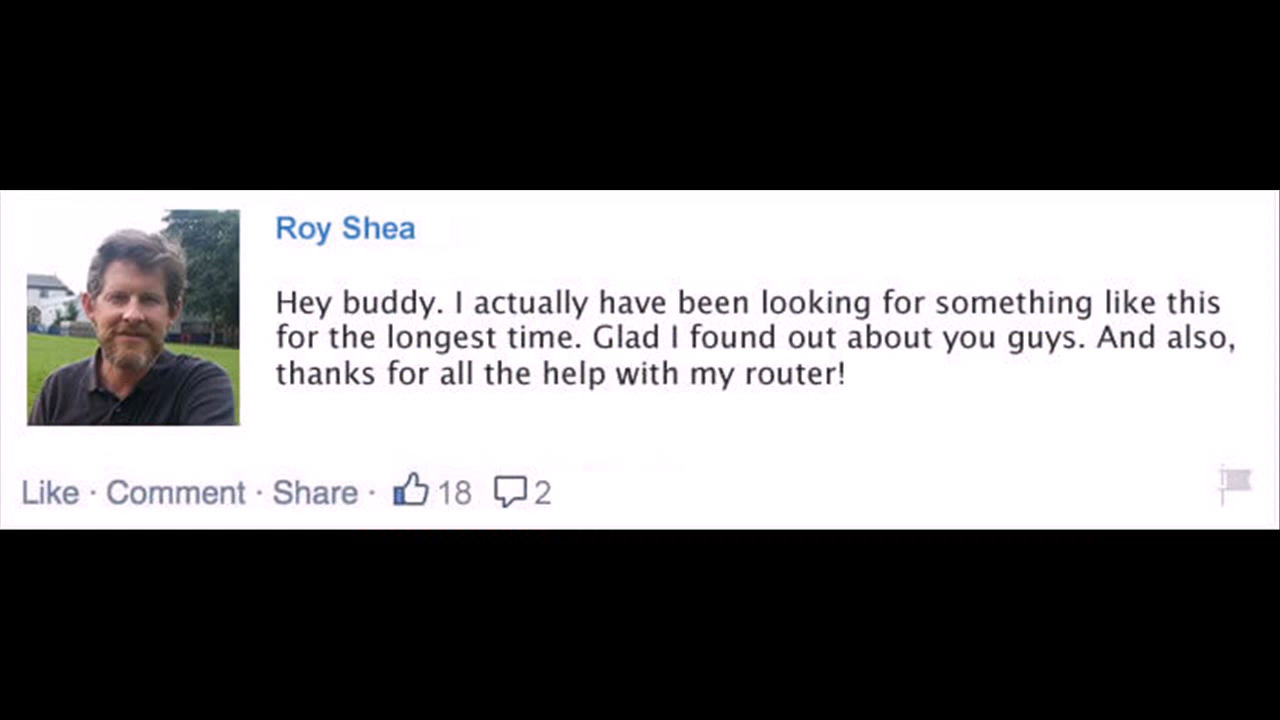 Roy Shea
Hey buddy. I actually have been looking for something like this
for the longest time. Glad I found out about you guys. And also,
thanks for all the help with my router!
Like · Comment · Share · 18 2